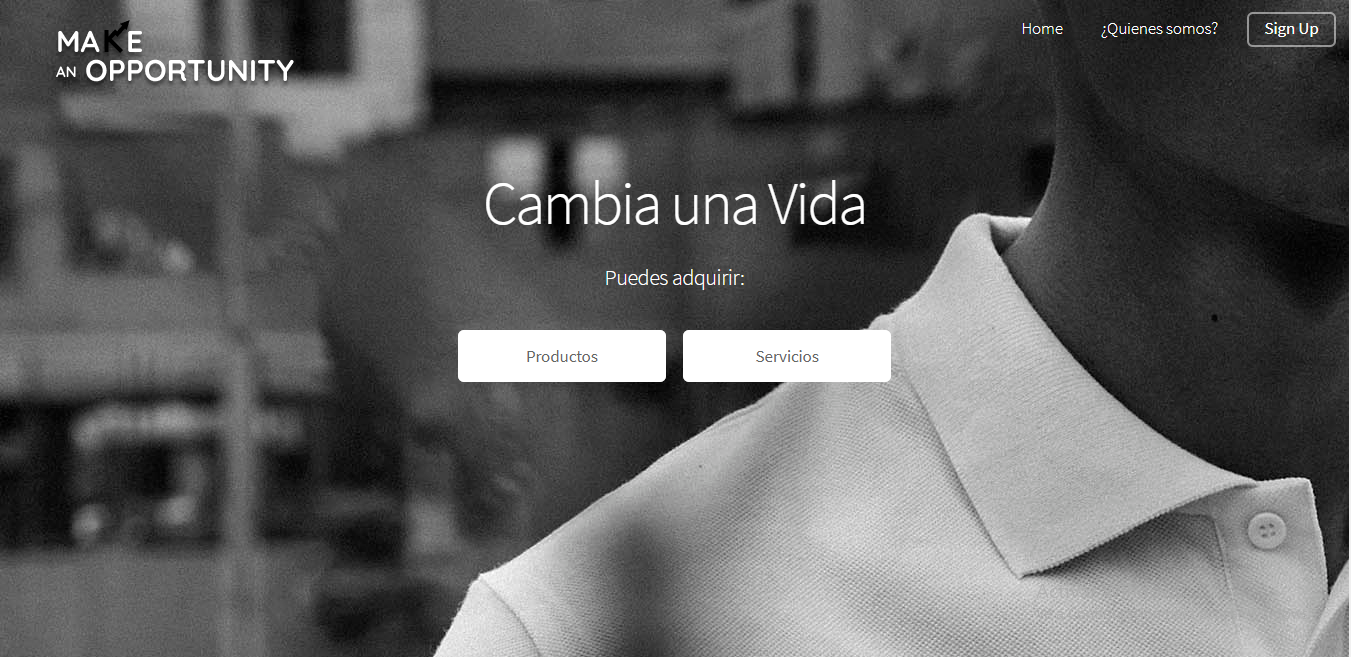 MAKE
AN OPPORTUNITY
Home ¿Quienes somos? Sign Up
Cambia una Vida
Puedes adquirir:
Productos Servicios